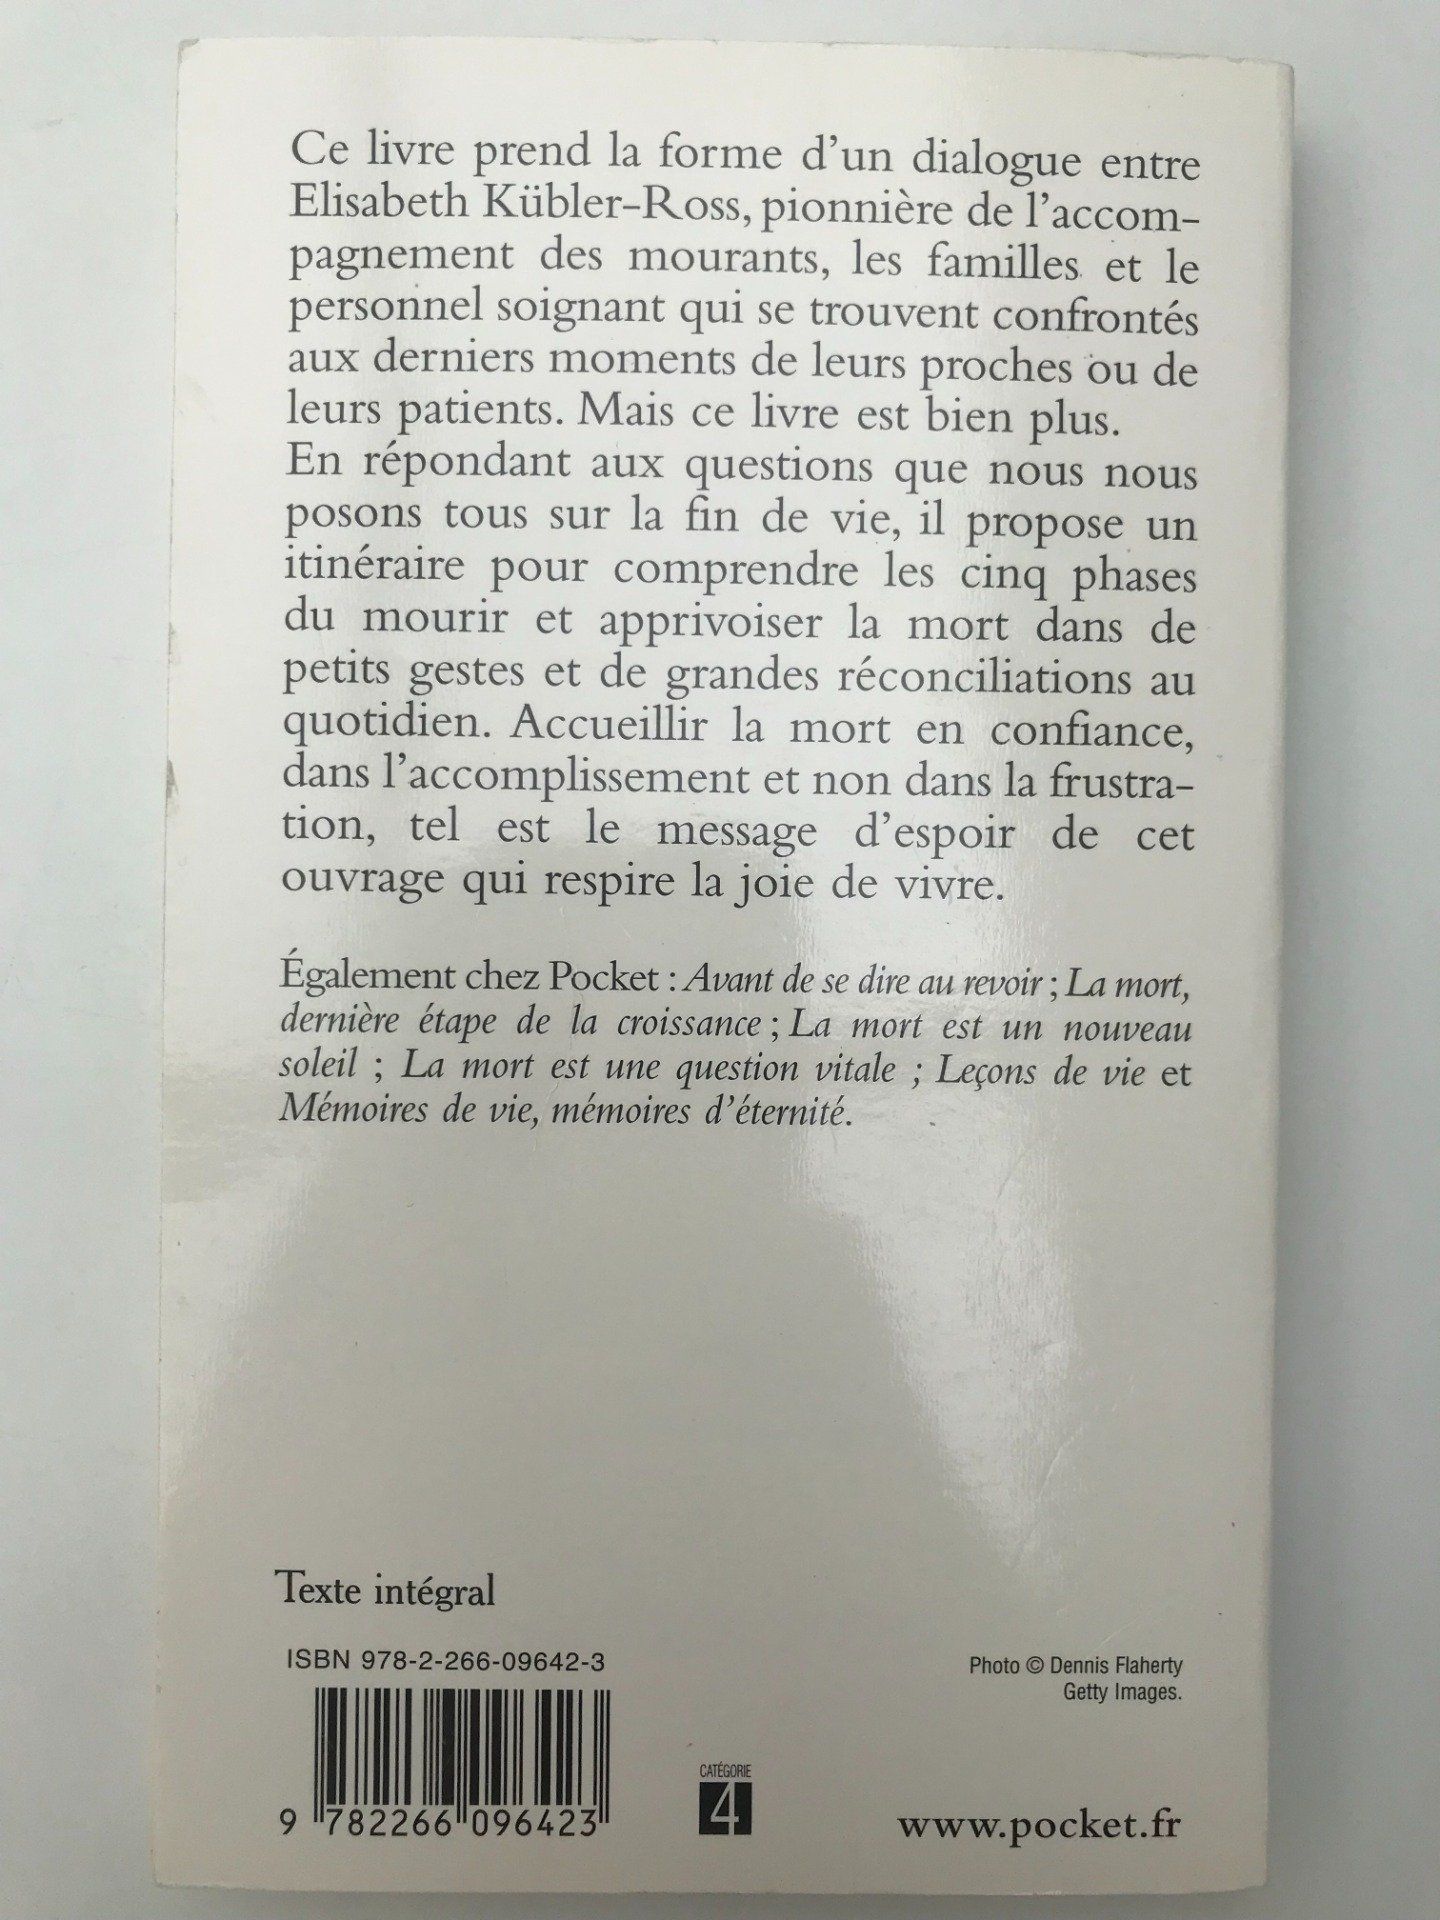 Ce livre prend la forme d'un dialogue entre
Elisabeth Kübler-Ross, pionnière de l'accom-
pagnement des mourants, les familles et le
personnel soignant qui se trouvent confrontés
aux derniers moments de leurs proches ou de
leurs patients. Mais ce livre est bien plus.
En répondant aux questions que nous nous
posons tous sur la fin de vie, il propose un
itinéraire pour comprendre les cinq phases
du mourir et apprivoiser la mort dans de
petits gestes et de grandes réconciliations au
quotidien. Accueillir la mort en confiance,
dans l'accomplissement et non dans la frustra-
tion, tel est le message d'espoir de cet
ouvrage qui respire la joie de vivre.
Également chez Pocket : Avant de se dire au revoir ; La mort,
dernière étape de la croissance ; La mort est un nouveau
soleil ; La mort est une question vitale ; Leçons de vie et
Mémoires de vie, mémoires d'éternité.
Texte intégral
ISBN 978-2-266-09642-3
9 782266 096423
CATÉGORIE
4
Photo © Dennis Flaherty
Getty Images.
www.pocket.fr